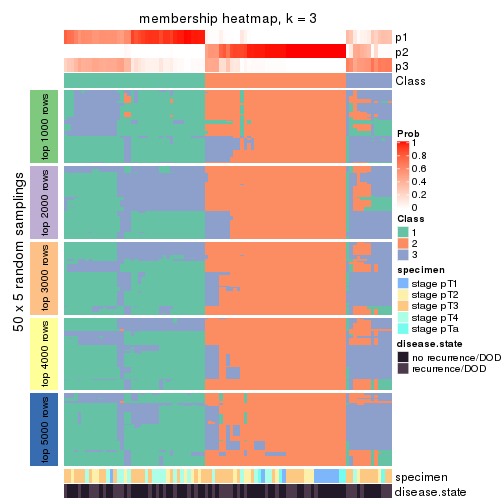 membership heatmap, k = 3
p1
p2
p3
Class
50 x 5 random samplings
top 1000 rows
top 2000 rows
top 3000 rows
top 4000 rows
top 5000 rows
specimen
disease.state
Prob
0.8
0.6
0.4
0.2
0
Class
1
2
3
specimen
stage pT1
stage pT2
stage pT3
stage pT4
stage pTa
disease.state
no recurrence/DOD
recurrence/DOD